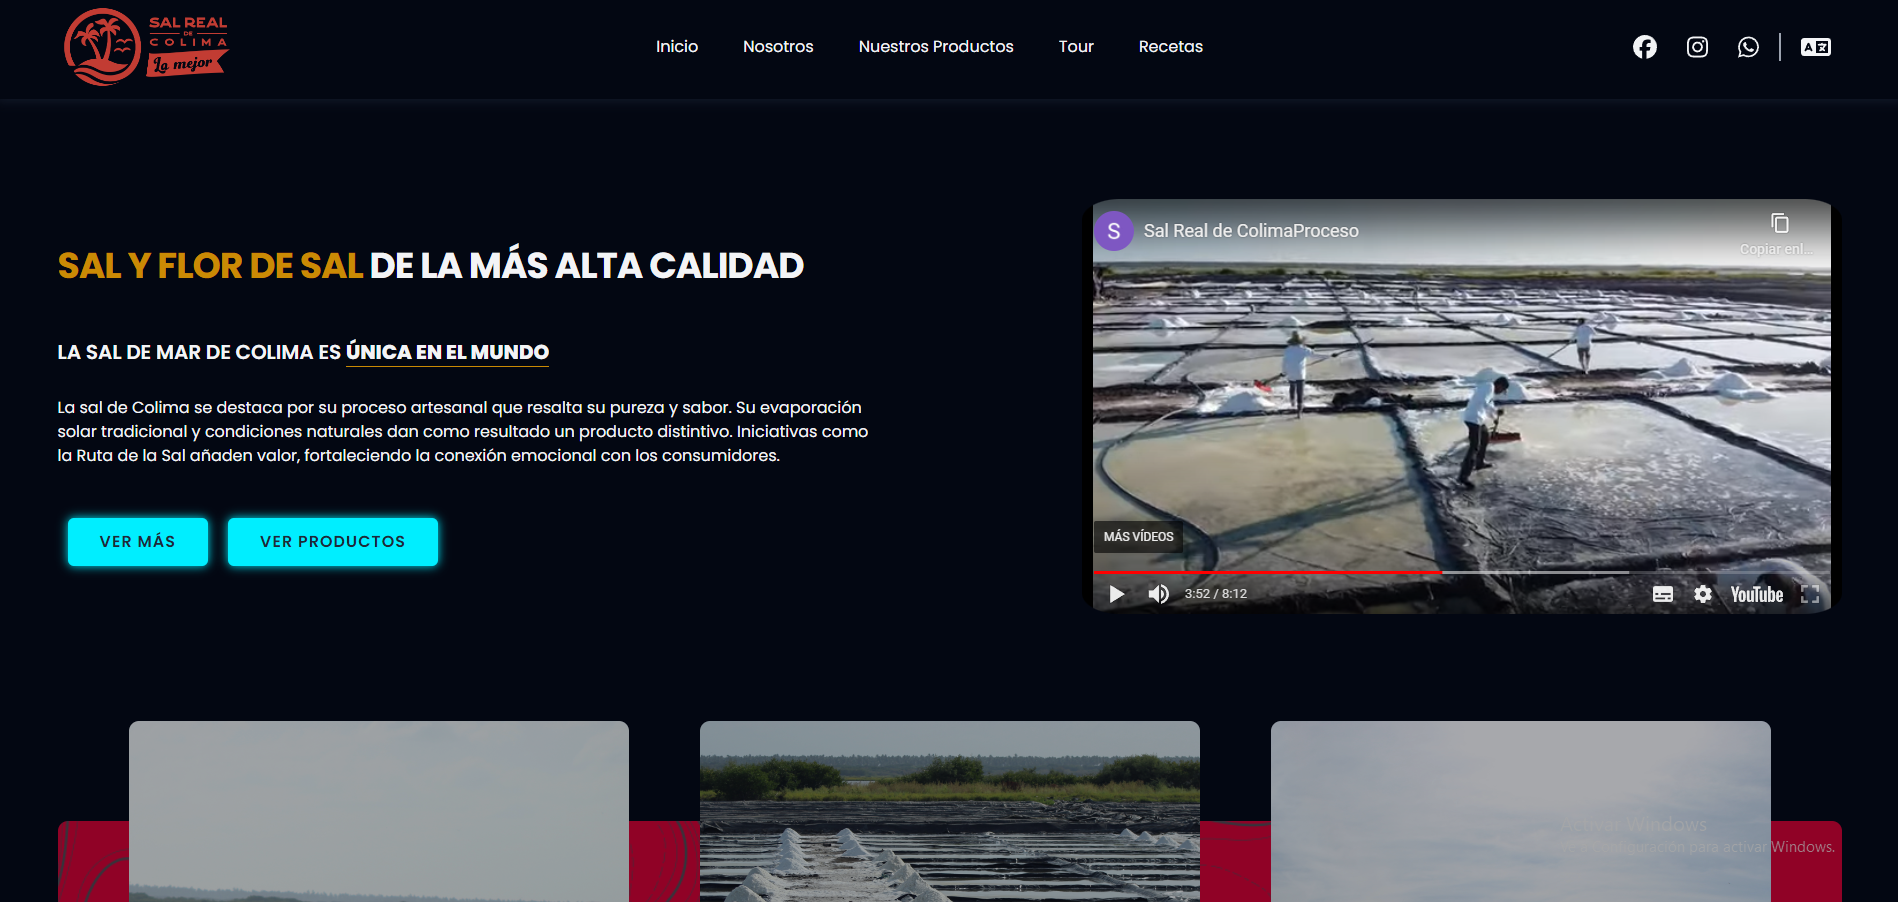 SAL REAL
DE
COLIMA
La mejor
Inicio
Nosotros
Nuestros Productos
Tour
Recetas
SAL Y FLOR DE SAL DE LA MÁS ALTA CALIDAD
LA SAL DE MAR DE COLIMA ES ÚNICA EN EL MUNDO
La sal de Colima se destaca por su proceso artesanal que resalta su pureza y sabor. Su evaporación
solar tradicional y condiciones naturales dan como resultado un producto distintivo. Iniciativas como
la Ruta de la Sal añaden valor, fortaleciendo la conexión emocional con los consumidores.
VER MÁS
VER PRODUCTOS
S
Sal Real de ColimaProceso
Copiar enl...
MÁS VÍDEOS
3:52 / 8:12
YouTube
Activar Windows
configuración para activar Windows.